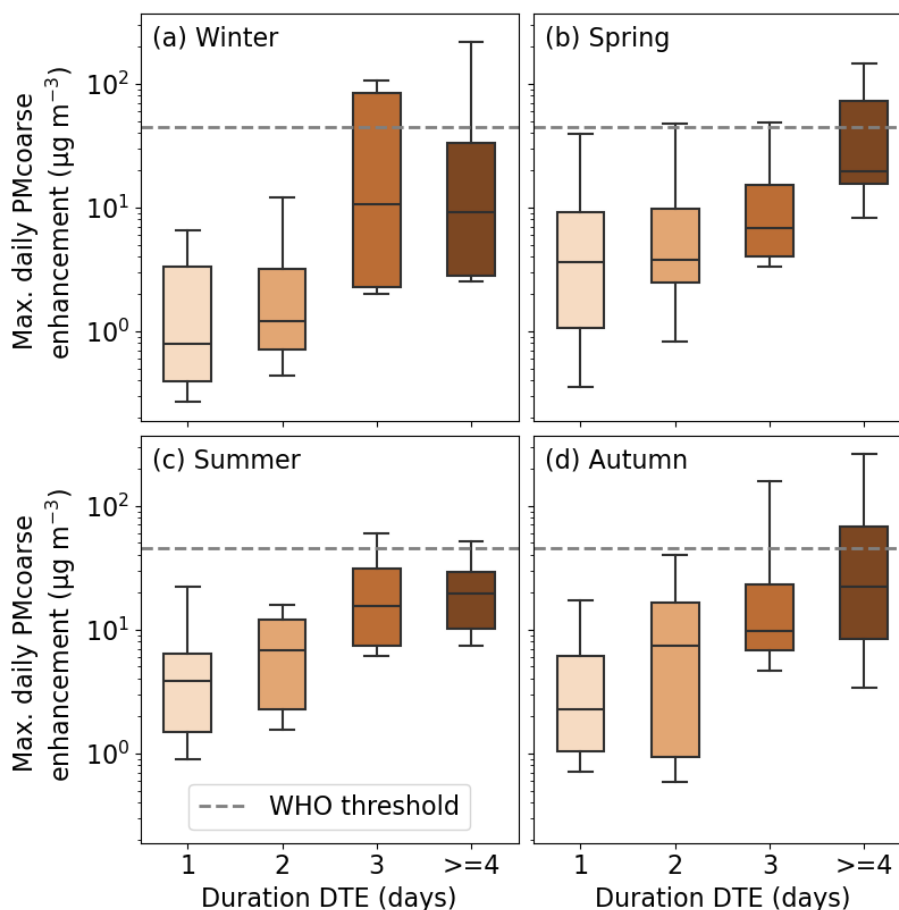 (a) Winter
(b) Spring
Max. daily PMcoarse
enhancement (µg m⁻³)
10²
10¹
10⁰
(c) Summer
(d) Autumn
Max. daily PMcoarse
enhancement (µg m⁻³)
10²
10¹
10⁰
WHO threshold
1 2 3 >=4
1 2 3 >=4
Duration DTE (days)
Duration DTE (days)